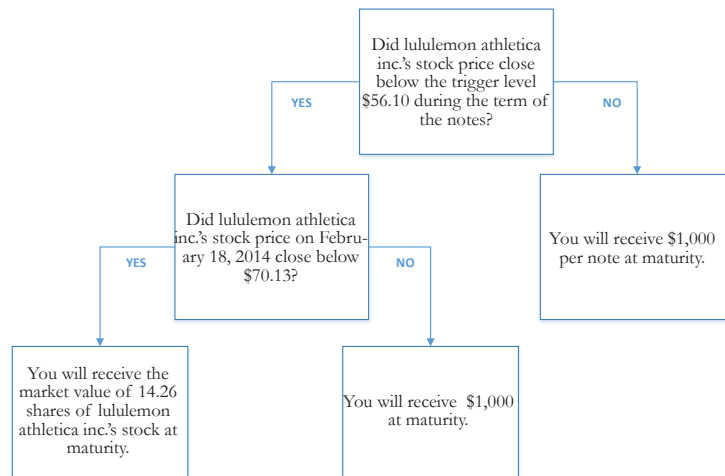 Did lululemon athletica
inc.'s stock price close
below the trigger level
$56.10 during the term of
the notes?
YES
NO
Did lululemon athletica
inc.'s stock price on Febru-
ary 18, 2014 close below
$70.13?
You will receive $1,000
per note at maturity.
YES
NO
You will receive the
market value of 14.26
shares of lululemon
athletica inc.'s stock at
maturity.
You will receive $1,000
at maturity.